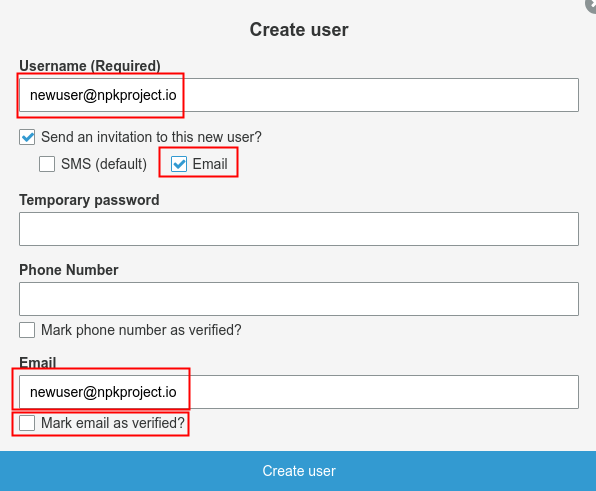 Create user
Username (Required)
newuser@npkproject.io
Send an invitation to this new user?
SMS (default) Email
Temporary password
Phone Number
Mark phone number as verified?
Email
newuser@npkproject.io
Mark email as verified?
Create user